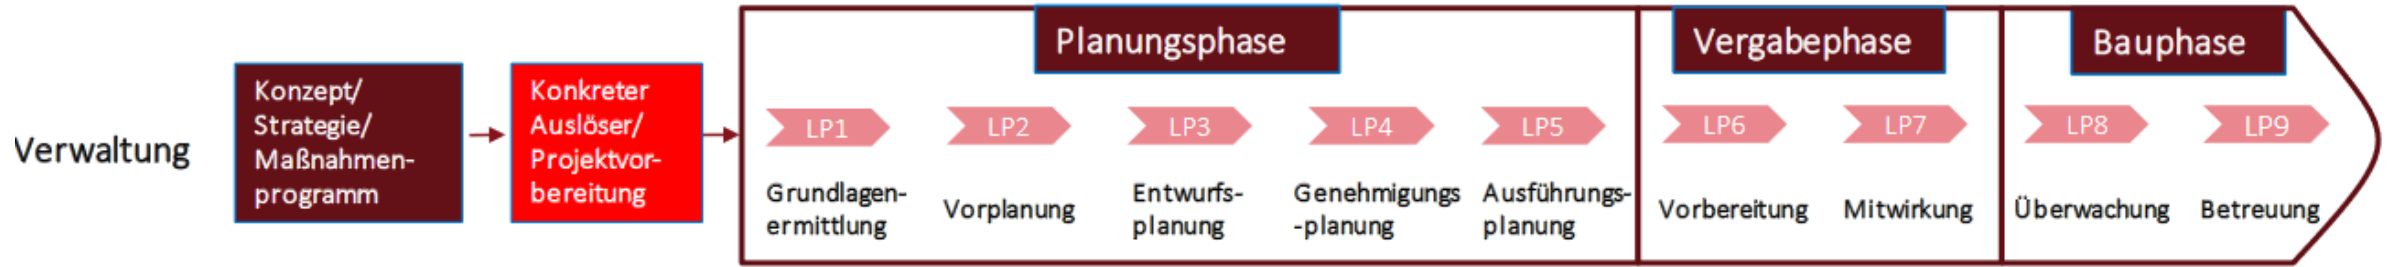 Planungsphase
Vergabephase
Bauphase
Verwaltung
Konzept/
Strategie/
Maßnahmen-
programm
Konkreter
Auslöser/
Projektvor-
bereitung
LP1
LP2
LP3
LP4
LP5
LP6
LP7
LP8
LP9
Grundlagen-
ermittlung
Vorplanung
Entwurfs-
planung
Genehmigungs
-planung
Ausführungs-
planung
Vorbereitung
Mitwirkung
Überwachung
Betreuung